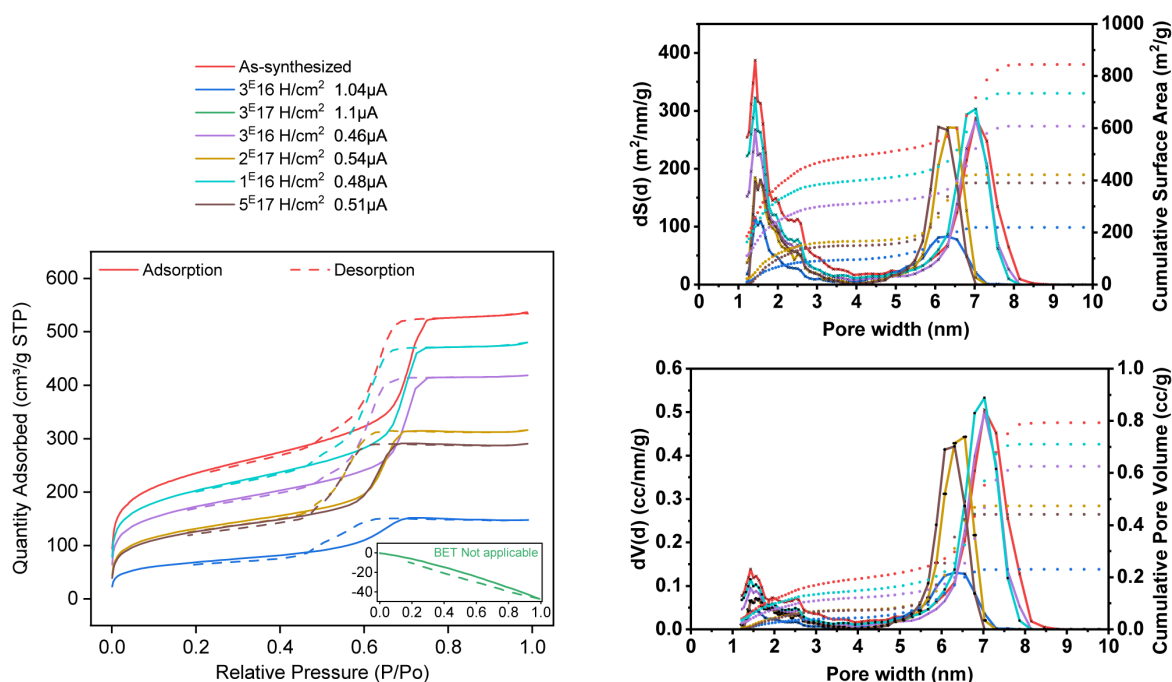 As-synthesized
3ᴱ16 H/cm² 1.04µA
3ᴱ17 H/cm² 1.1µA
3ᴱ16 H/cm² 0.46µA
2ᴱ17 H/cm² 0.54µA
1ᴱ16 H/cm² 0.48µA
5ᴱ17 H/cm² 0.51µA
Adsorption
Desorption
Quantity Adsorbed (cm³/g STP)
600
500
400
300
200
100
0
BET Not applicable
0
-20
-40
0.0 0.2 0.4 0.6 0.8 1.0
0.0 0.2 0.4 0.6 0.8 1.0
Relative Pressure (P/Po)
dS(d) (m²/nm/g)
400
300
200
100
0
1000
800
600
400
200
0
Cumulative Surface Area (m²/g)
0 1 2 3 4 5 6 7 8 9 10
Pore width (nm)
dV(d) (cc/nm/g)
0.6
0.5
0.4
0.3
0.2
0.1
0.0
1.0
0.8
0.6
0.4
0.2
0.0
Cumulative Pore Volume (cc/g)
0 1 2 3 4 5 6 7 8 9 10
Pore width (nm)